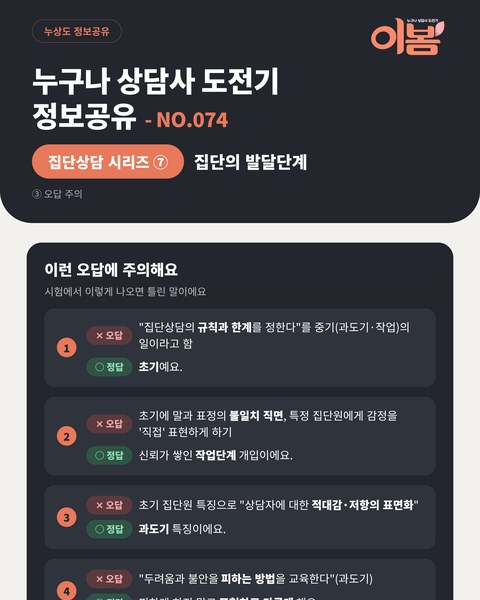 누상도 정보공유
누구나 상담사 도전기
이봄
누구나 상담사 도전기
정보공유 - NO.074
집단상담 시리즈 ⑦ 집단의 발달단계
③ 오답 주의
이런 오답에 주의해요
시험에서 이렇게 나오면 틀린 말이에요
1
× 오답 "집단상담의 규칙과 한계를 정한다"를 중기(과도기·작업)의
일이라고 함
○ 정답 초기예요.
2
× 오답 초기에 말과 표정의 불일치 직면, 특정 집단원에게 감정을
'직접' 표현하게 하기
○ 정답 신뢰가 쌓인 작업단계 개입이에요.
3
× 오답 초기 집단원 특징으로 "상담자에 대한 적대감·저항의 표면화"
○ 정답 과도기 특징이에요.
4
× 오답 "두려움과 불안을 피하는 방법을 교육한다"(과도기)